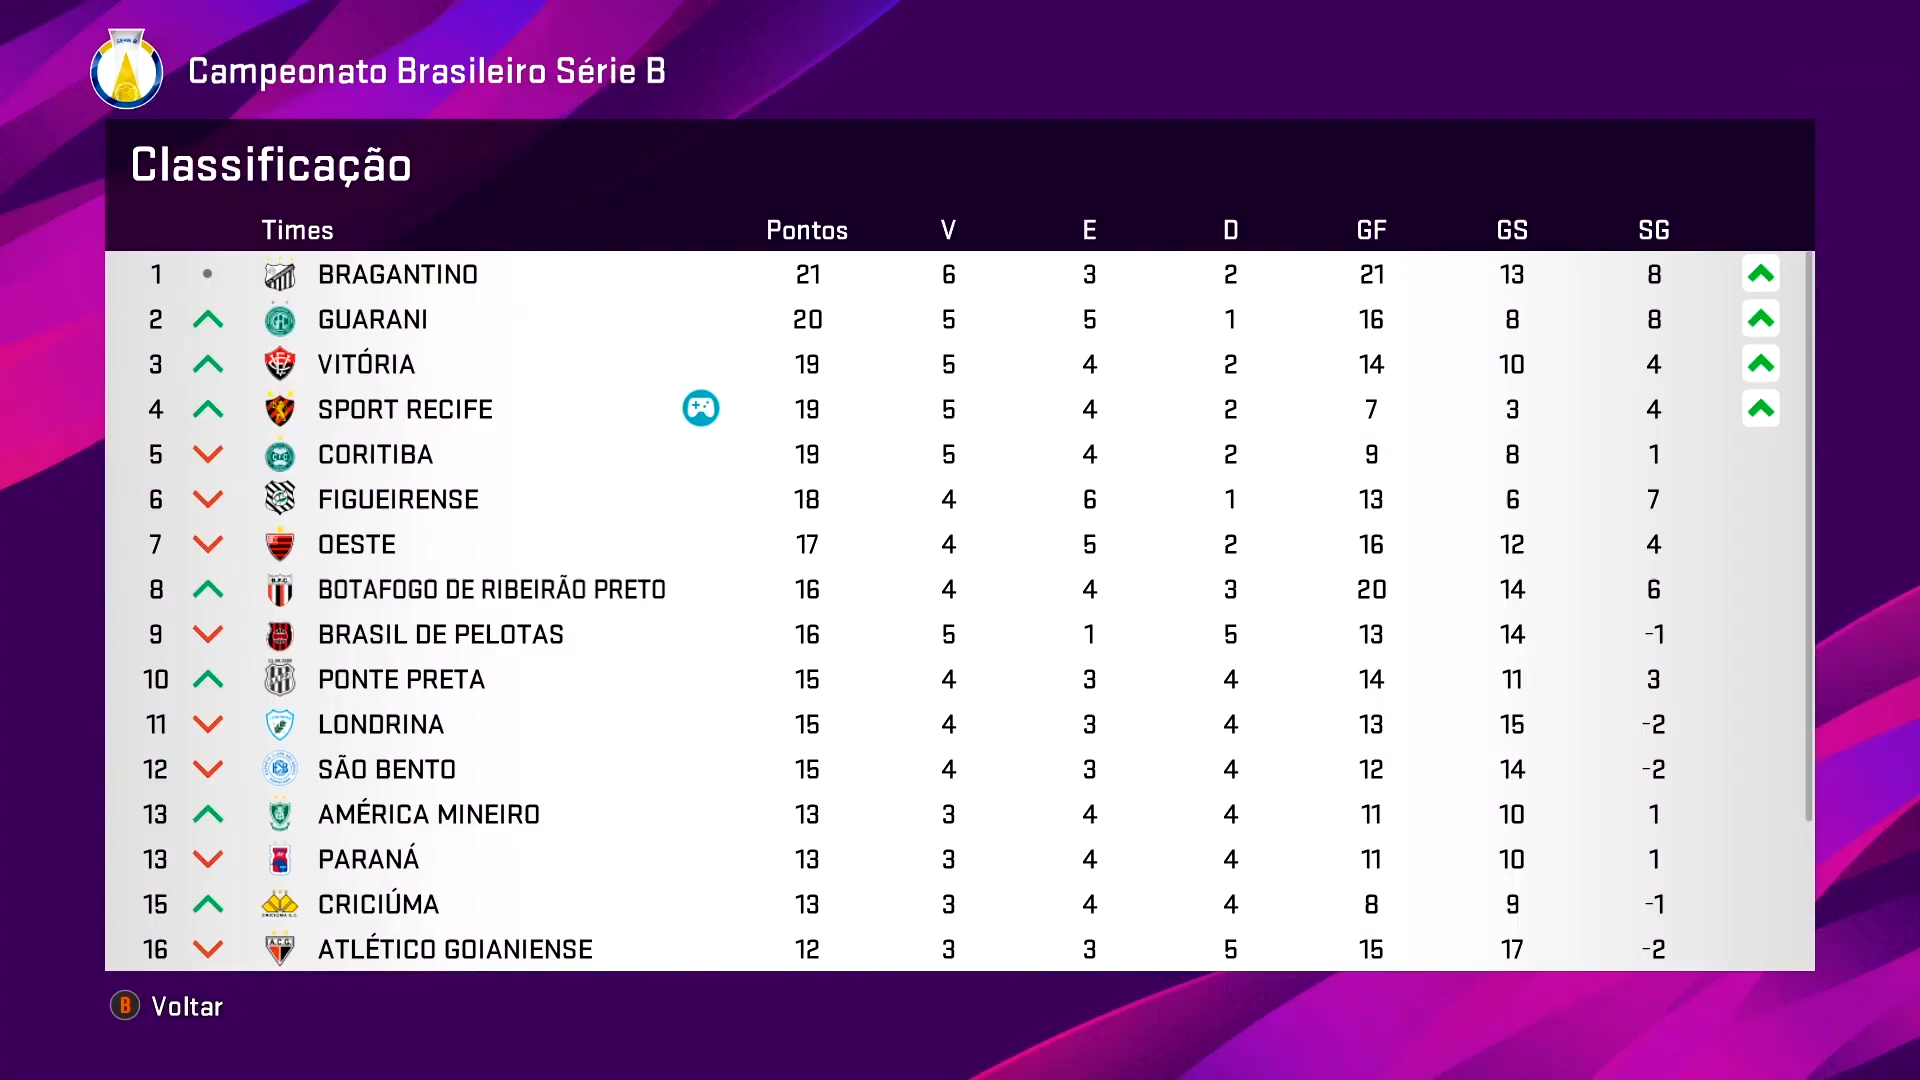 Campeonato Brasileiro Série B
Classificação
Times Pontos V E D GF GS SG
1 BRAGANTINO 21 6 3 2 21 13 8
2 GUARANI 20 5 5 1 16 8 8
3 VITÓRIA 19 5 4 2 14 10 4
4 SPORT RECIFE 19 5 4 2 7 3 4
5 CORITIBA 19 5 4 2 9 8 1
6 FIGUEIRENSE 18 4 6 1 13 6 7
7 OESTE 17 4 5 2 16 12 4
8 BOTAFOGO DE RIBEIRÃO PRETO 16 4 4 3 20 14 6
9 BRASIL DE PELOTAS 16 5 1 5 13 14 -1
10 PONTE PRETA 15 4 3 4 14 11 3
11 LONDRINA 15 4 3 4 13 15 -2
12 SÃO BENTO 15 4 3 4 12 14 -2
13 AMÉRICA MINEIRO 13 3 4 4 11 10 1
13 PARANÁ 13 3 4 4 11 10 1
15 CRICIÚMA 13 3 4 4 8 9 -1
16 ATLÉTICO GOIANIENSE 12 3 3 5 15 17 -2
B Voltar